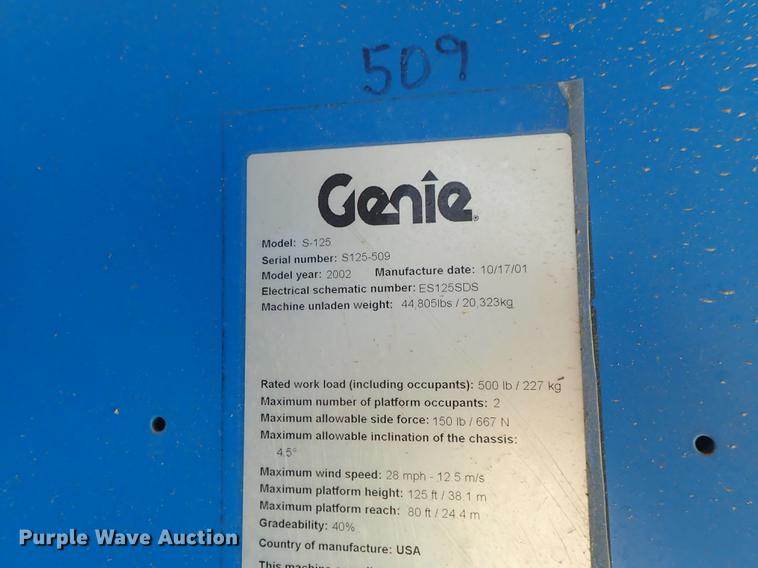 509
Genie
Model: S-125
Serial number: S125-509
Model year: 2002 Manufacture date: 10/17/01
Electrical schematic number: ES125SDS
Machine unladen weight: 44,805lbs / 20,323kg
Rated work load (including occupants): 500 lb / 227 kg
Maximum number of platform occupants: 2
Maximum allowable side force: 150 lb / 667 N
Maximum allowable inclination of the chassis:
4.5°
Maximum wind speed: 28 mph - 12.5 m/s
Maximum platform height: 125 ft / 38.1 m
Maximum platform reach: 80 ft / 24.4 m
Gradeability: 40%
Country of manufacture: USA
This machine
Purple Wave Auction